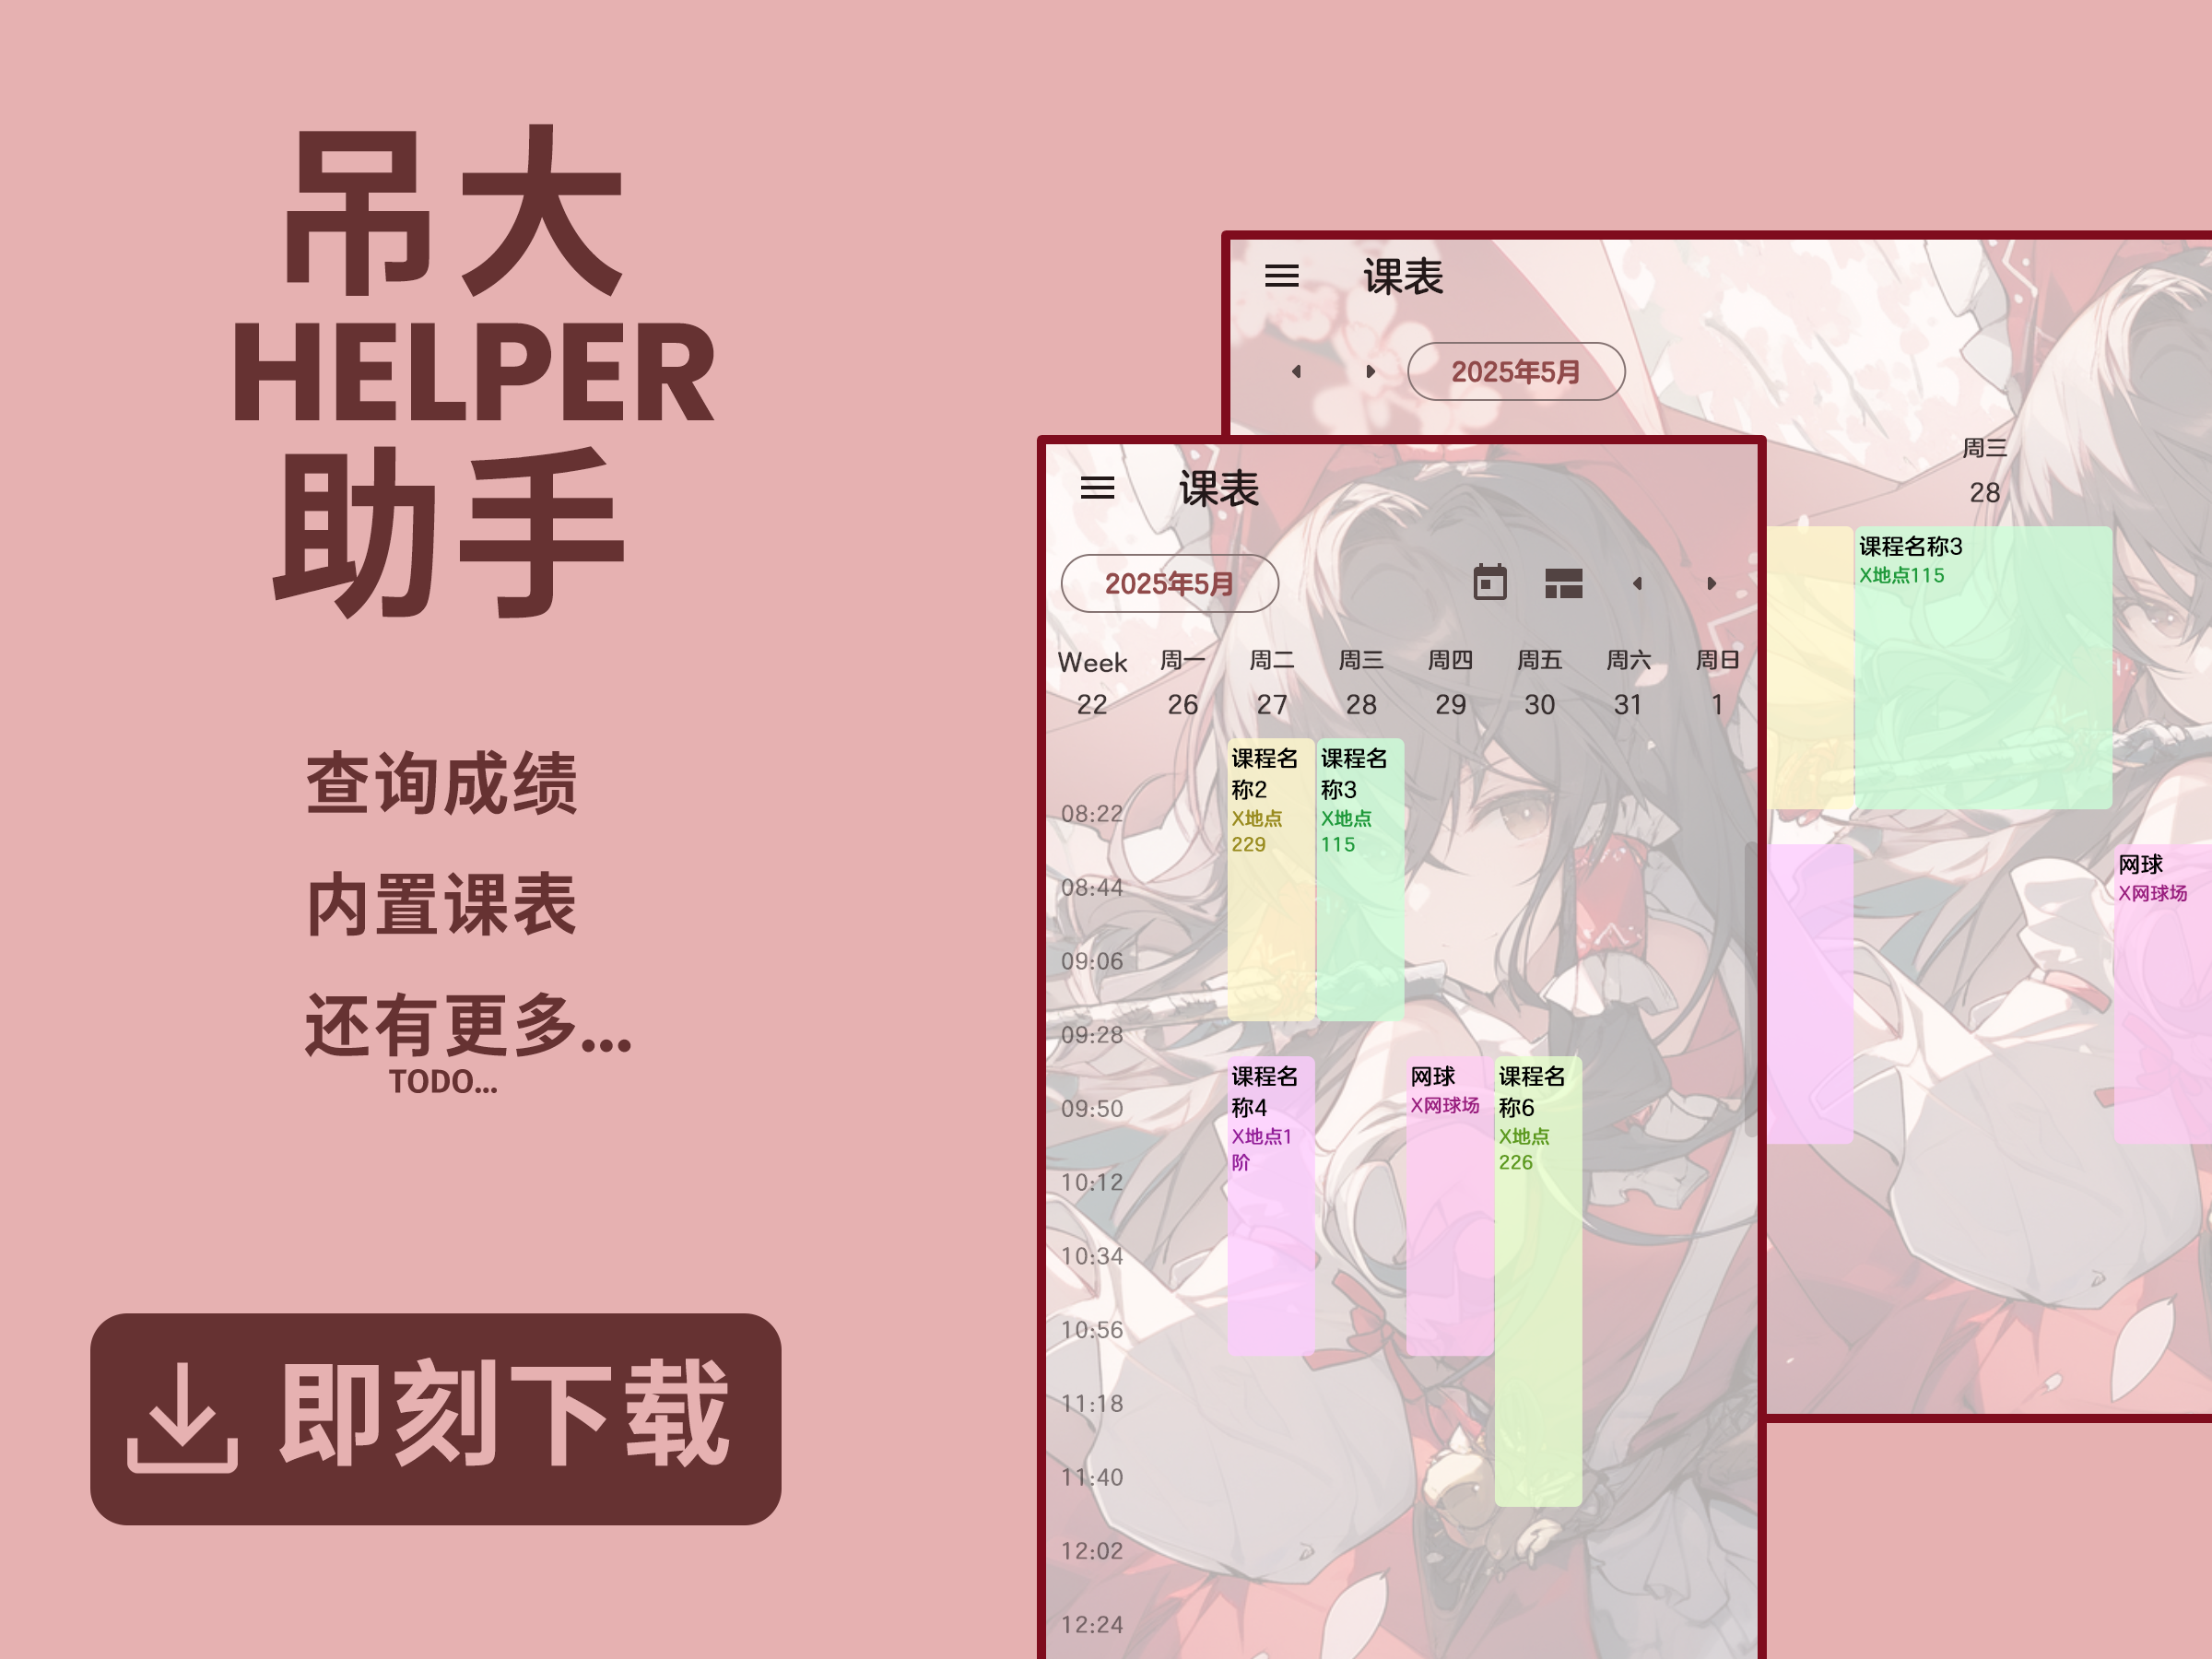 吊大
HELPER
助手
查询成绩
内置课表
还有更多...
TODO...
即刻下载
课表
2025年5月
周三
28
课程名称3
X地点115
网球
X网球场
课表
2025年5月
Week 周一 周二 周三 周四 周五 周六 周日
22 26 27 28 29 30 31 1
课程名
称2
X地点
229
课程名
称3
X地点
115
08:22
08:44
09:06
09:28
课程名
称4
X地点1
阶
网球
X网球场
课程名
称6
X地点
226
09:50
10:12
10:34
10:56
11:18
11:40
12:02
12:24